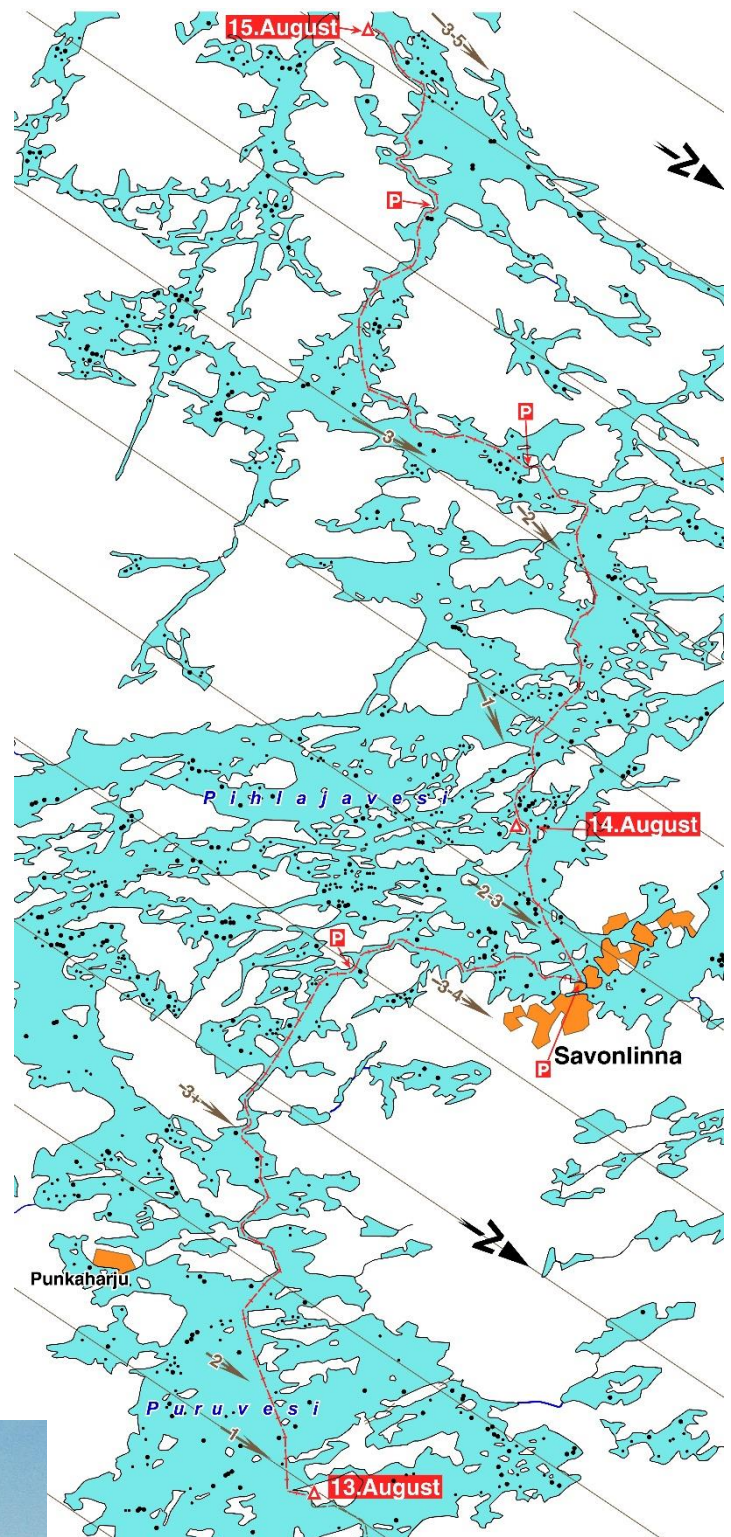 15.August
-3-5
N
P
P
3
-2
-1
Pihlajavesi
14.August
-2-3
P
-3-4
Savonlinna
P
-3+
N
Punkaharju
-2
Puruvesi
1
13.August